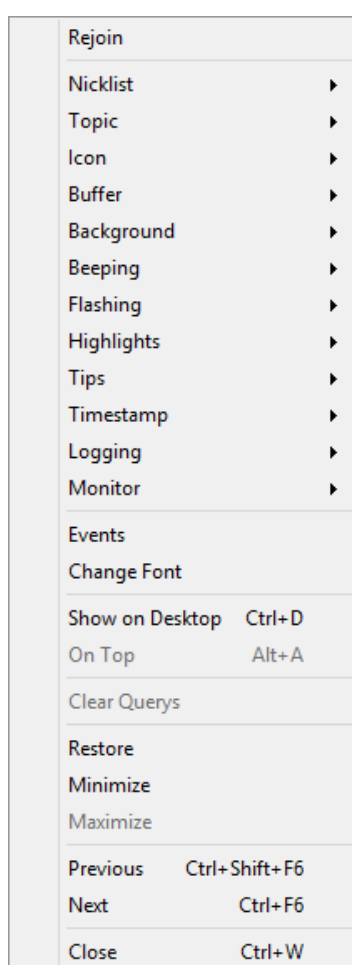 Rejoin
Nicklist
Topic
Icon
Buffer
Background
Beeping
Flashing
Highlights
Tips
Timestamp
Logging
Monitor
Events
Change Font
Show on Desktop Ctrl+D
On Top Alt+A
Clear Querys
Restore
Minimize
Maximize
Previous Ctrl+Shift+F6
Next Ctrl+F6
Close Ctrl+W